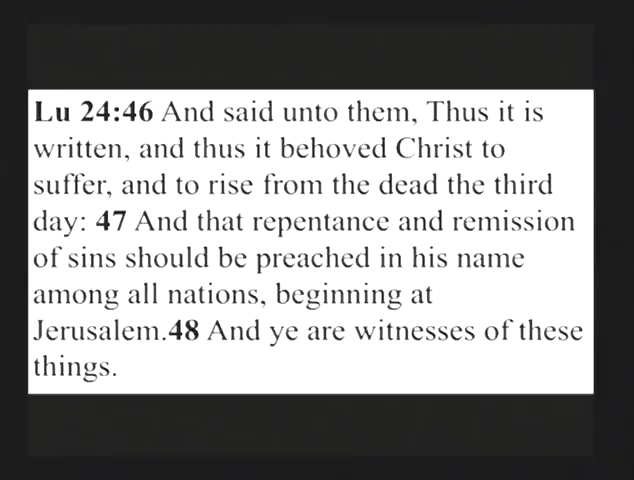 Lu 24:46 And said unto them, Thus it is
written, and thus it behoved Christ to
suffer, and to rise from the dead the third
day: 47 And that repentance and remission
of sins should be preached in his name
among all nations, beginning at
Jerusalem.48 And ye are witnesses of these
things.